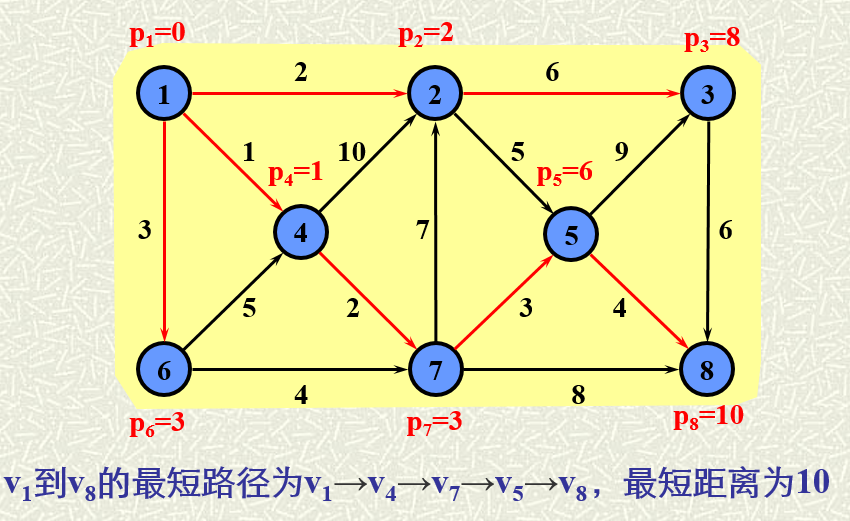 p₁=0 p₂=2 p₃=8
2 6
1 2 3
1 10 5 9
p₄=1 p₅=6
3 4 7 5 6
5 2 3 4
6 7 8
4 8
p₆=3 p₇=3 p₈=10
v₁到v₈的最短路径为v₁→v₄→v₇→v₅→v₈，最短距离为10